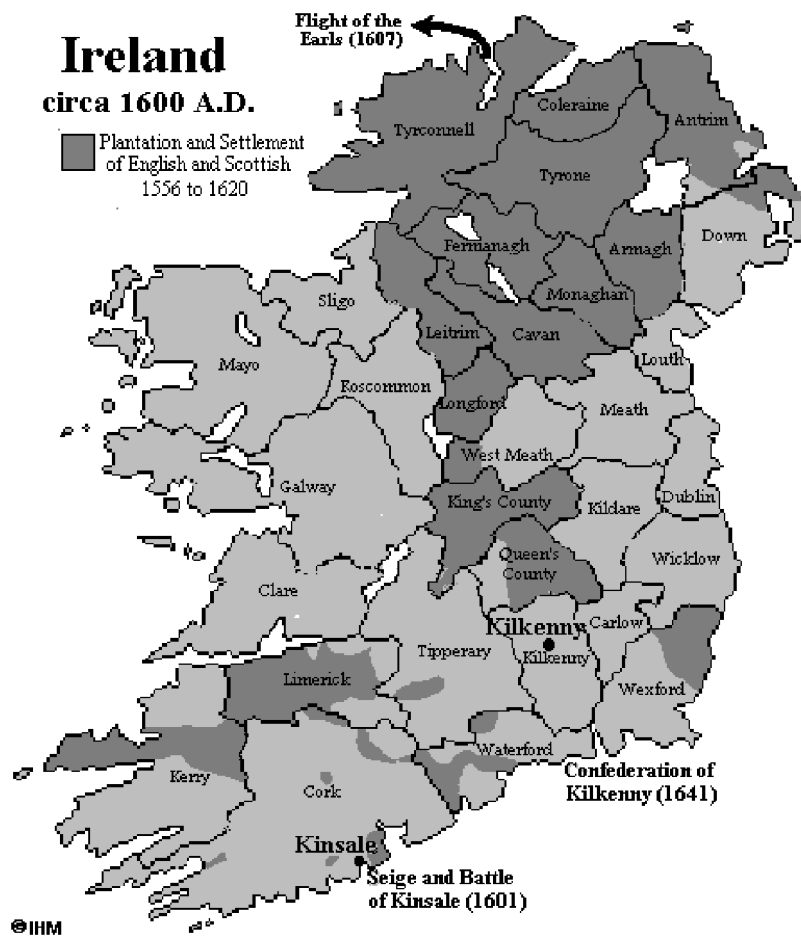 Flight of the
Earls (1607)
Ireland
circa 1600 A.D.
Plantation and Settlement
of English and Scottish
1556 to 1620
Coleraine
Antrim
Tyrconnell
Tyrone
Down
Fermanagh
Armagh
Monaghan
Sligo
Leitrim
Cavan
Louth
Mayo
Roscommon
Longford
Meath
West Meath
Galway
King's County
Kildare
Dublin
Queen's
County
Wicklow
Clare
Kilkenny
Carlow
Tipperary
Kilkenny
Limerick
Wexford
Waterford
Confederation of
Kilkenny (1641)
Kerry
Cork
Kinsale
Seige and Battle
of Kinsale (1601)
©IHM